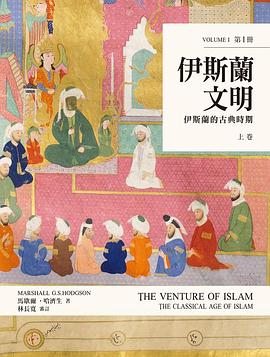 VOLUME I 第1冊
伊斯蘭
文明
伊斯蘭的古典時期
上卷
MARSHALL G.S.HODGSON
馬歇爾・哈濟生 著
林長寬 審訂
THE VENTURE OF ISLAM
THE CLASSICAL AGE OF ISLAM